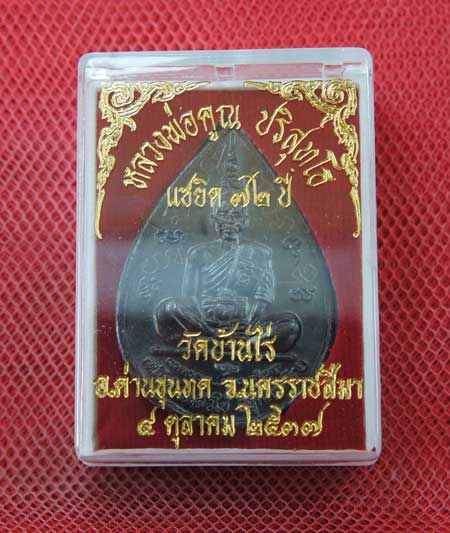 หลวงพ่อคูณ ปริสุทโธ
แซยิด ๗๒ ปี
วัดบ้านไร่
อ.ด่านขุนทด จ.นครราชสีมา
๔ ตุลาคม ๒๕๓๗